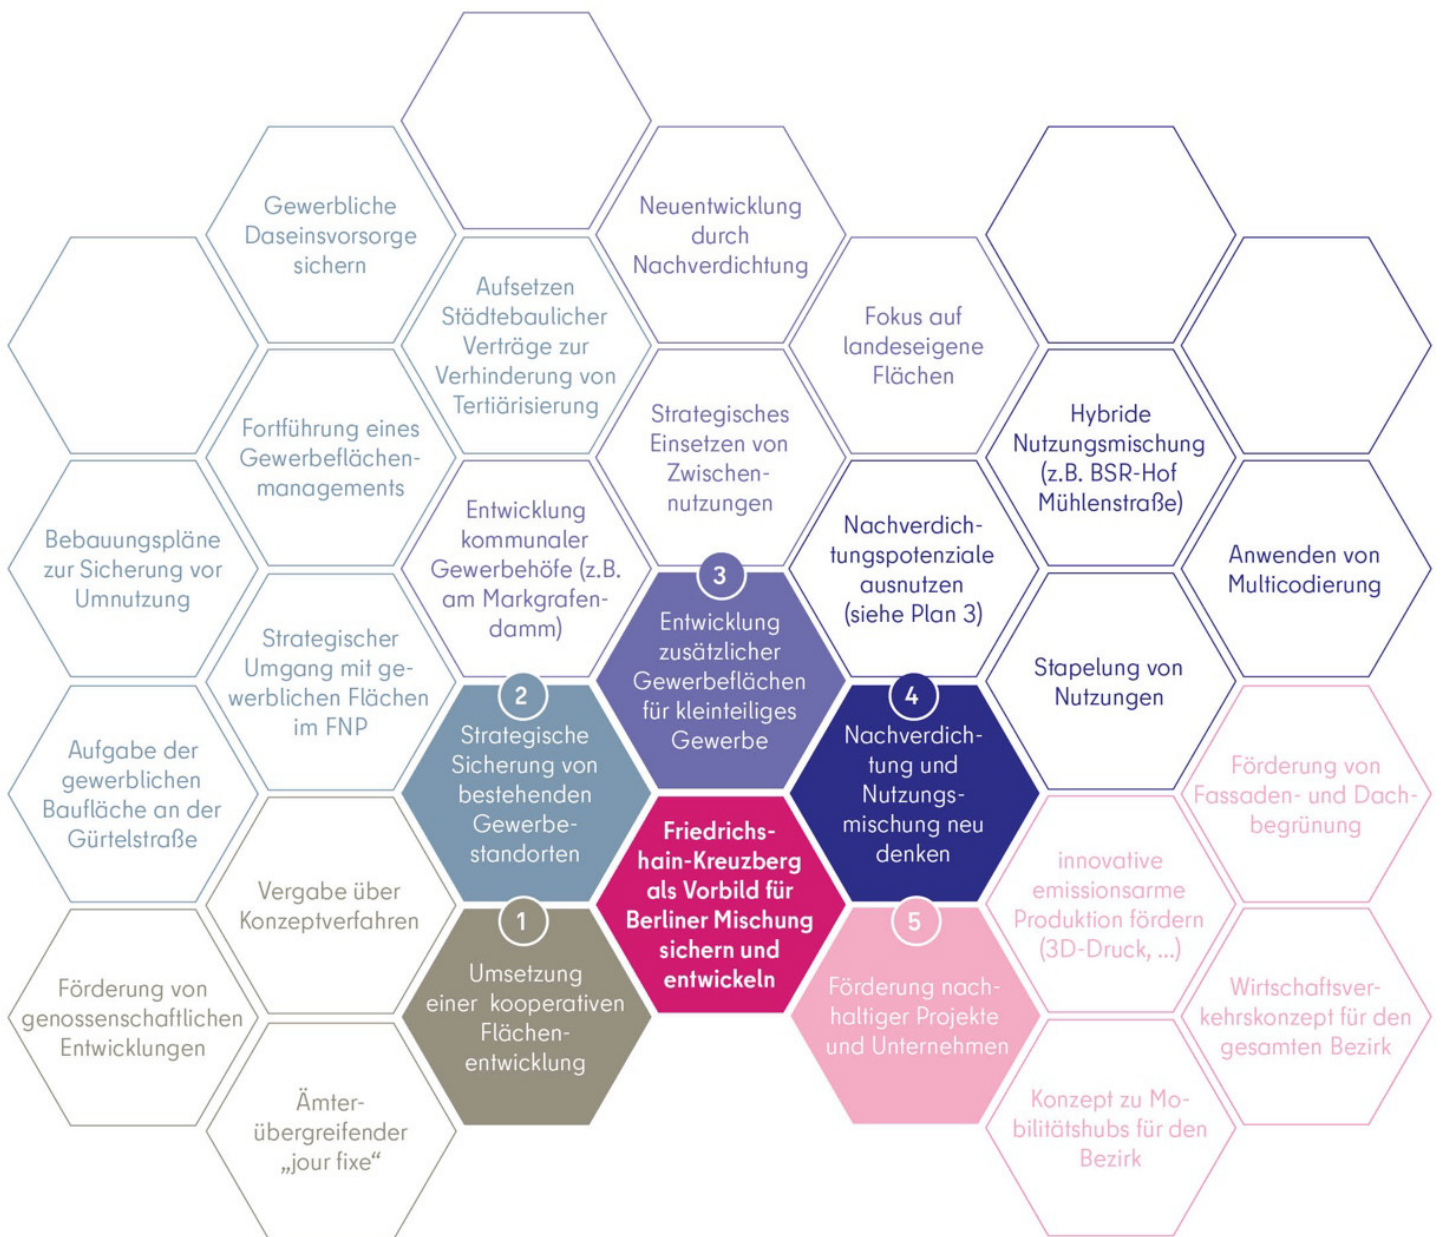 Gewerbliche
Daseinsvorsorge
sichern
Neuentwicklung
durch
Nachverdichtung
Aufsetzen
Städtebaulicher
Verträge zur
Verhinderung von
Tertiärisierung
Fokus auf
landeseigene
Flächen
Fortführung eines
Gewerbeflächen-
managements
Strategisches
Einsetzen von
Zwischen-
nutzungen
Hybride
Nutzungsmischung
(z.B. BSR-Hof
Mühlenstraße)
Bebauungspläne
zur Sicherung vor
Umnutzung
Entwicklung
kommunaler
Gewerbehöfe (z.B.
am Markgrafen-
damm)
Nachverdich-
tungspotenziale
ausnutzen
(siehe Plan 3)
Anwenden von
Multicodierung
Strategischer
Umgang mit ge-
werblichen Flächen
im FNP
3
Entwicklung
zusätzlicher
Gewerbeflächen
für kleinteiliges
Gewerbe
Stapelung von
Nutzungen
Aufgabe der
gewerblichen
Baufläche an der
Gürtelstraße
2
Strategische
Sicherung von
bestehenden
Gewerbe-
standorten
4
Nachverdich-
tung und
Nutzungs-
mischung neu
denken
Förderung von
Fassaden- und Dach-
begrünung
Vergabe über
Konzeptverfahren
Friedrichs-
hain-Kreuzberg
als Vorbild für
Berliner Mischung
sichern und
entwickeln
innovative
emissionsarme
Produktion fördern
(3D-Druck, ...)
Förderung von
genossenschaftlichen
Entwicklungen
1
Umsetzung
einer kooperativen
Flächen-
entwicklung
5
Förderung nach-
haltiger Projekte
und Unternehmen
Wirtschaftsver-
kehrskonzept für den
gesamten Bezirk
Ämter-
übergreifender
„jour fixe“
Konzept zu Mo-
bilitätshubs für den
Bezirk